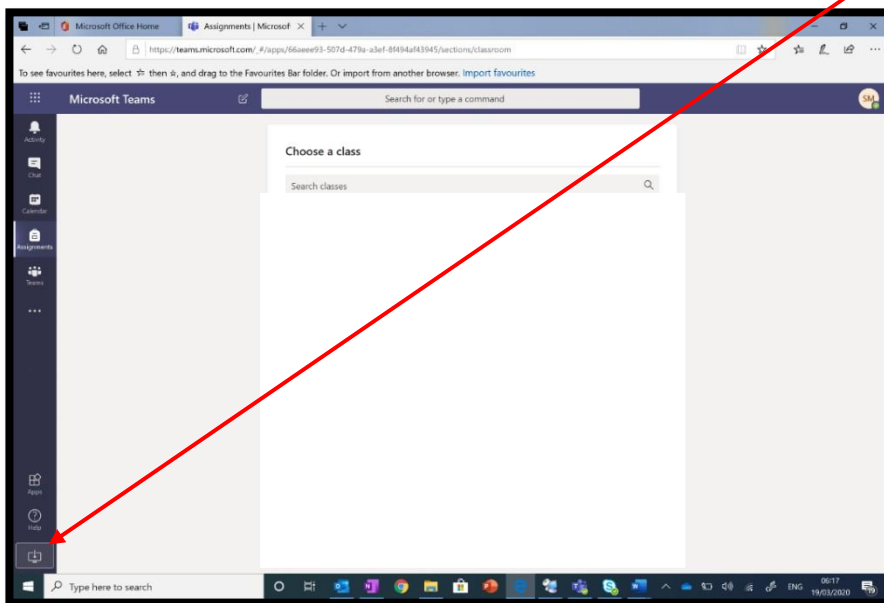 Microsoft Office Home
Assignments | Microsof
https://teams.microsoft.com/_#/apps/66aeee93-507d-479a-a3ef-8f494af43945/sections/classroom
To see favourites here, select ☆ then ☆, and drag to the Favourites Bar folder. Or import from another browser. Import favourites
Microsoft Teams
Search for or type a command
SM
Activity
Chat
Calendar
Assignments
Teams
Choose a class
Search classes
Apps
Help
Type here to search
ENG
06:17
19/03/2020